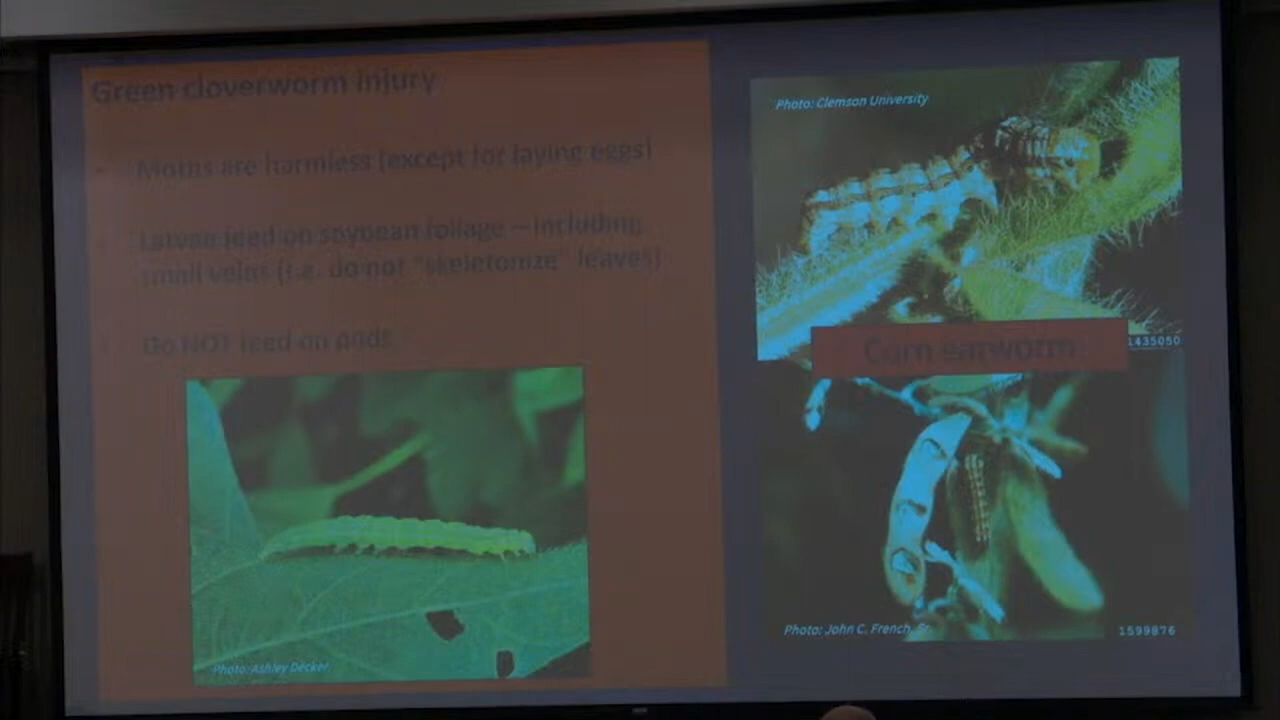 Green cloverworm injury
• Moths are harmless (except for laying eggs)
• Larvae feed on soybean foliage – including
small veins (i.e. do not "skeletonize" leaves)
• Do NOT feed on pods
Photo: Ashley Decker
Photo: Clemson University
1435050
Corn earworm
Photo: John C. French, Sr
1599876